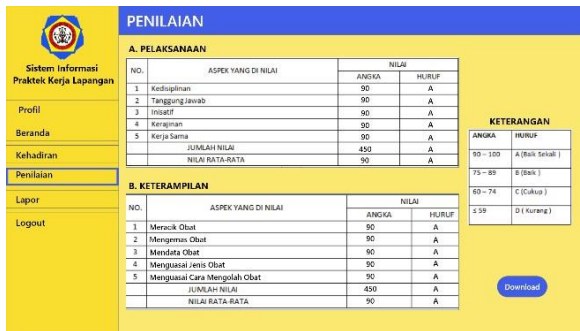 PENILAIAN
Sistem Informasi
Praktek Kerja Lapangan
Profil
Beranda
Kehadiran
Penilaian
Lapor
Logout
A. PELAKSANAAN
NO. ASPEK YANG DI NILAI NILAI
ANGKA HURUF
1 Kedisiplinan 90 A
2 Tanggung Jawab 90 A
3 Inisatif 90 A
4 Kerajinan 90 A
5 Kerja Sama 90 A
JUMLAH NILAI 450 A
NILAI RATA-RATA 90 A
B. KETERAMPILAN
NO. ASPEK YANG DI NILAI NILAI
ANGKA HURUF
1 Meracik Obat 90 A
2 Mengemas Obat 90 A
3 Mendata Obat 90 A
4 Menguasai Jenis Obat 90 A
5 Menguasai Cara Mengolah Obat 90 A
JUMLAH NILAI 450 A
NILAI RATA-RATA 90 A
KETERANGAN
ANGKA HURUF
90 – 100 A (Baik Sekali )
75 – 89 B (Baik )
60 – 74 C (Cukup )
≤ 59 D ( Kurang )
Download